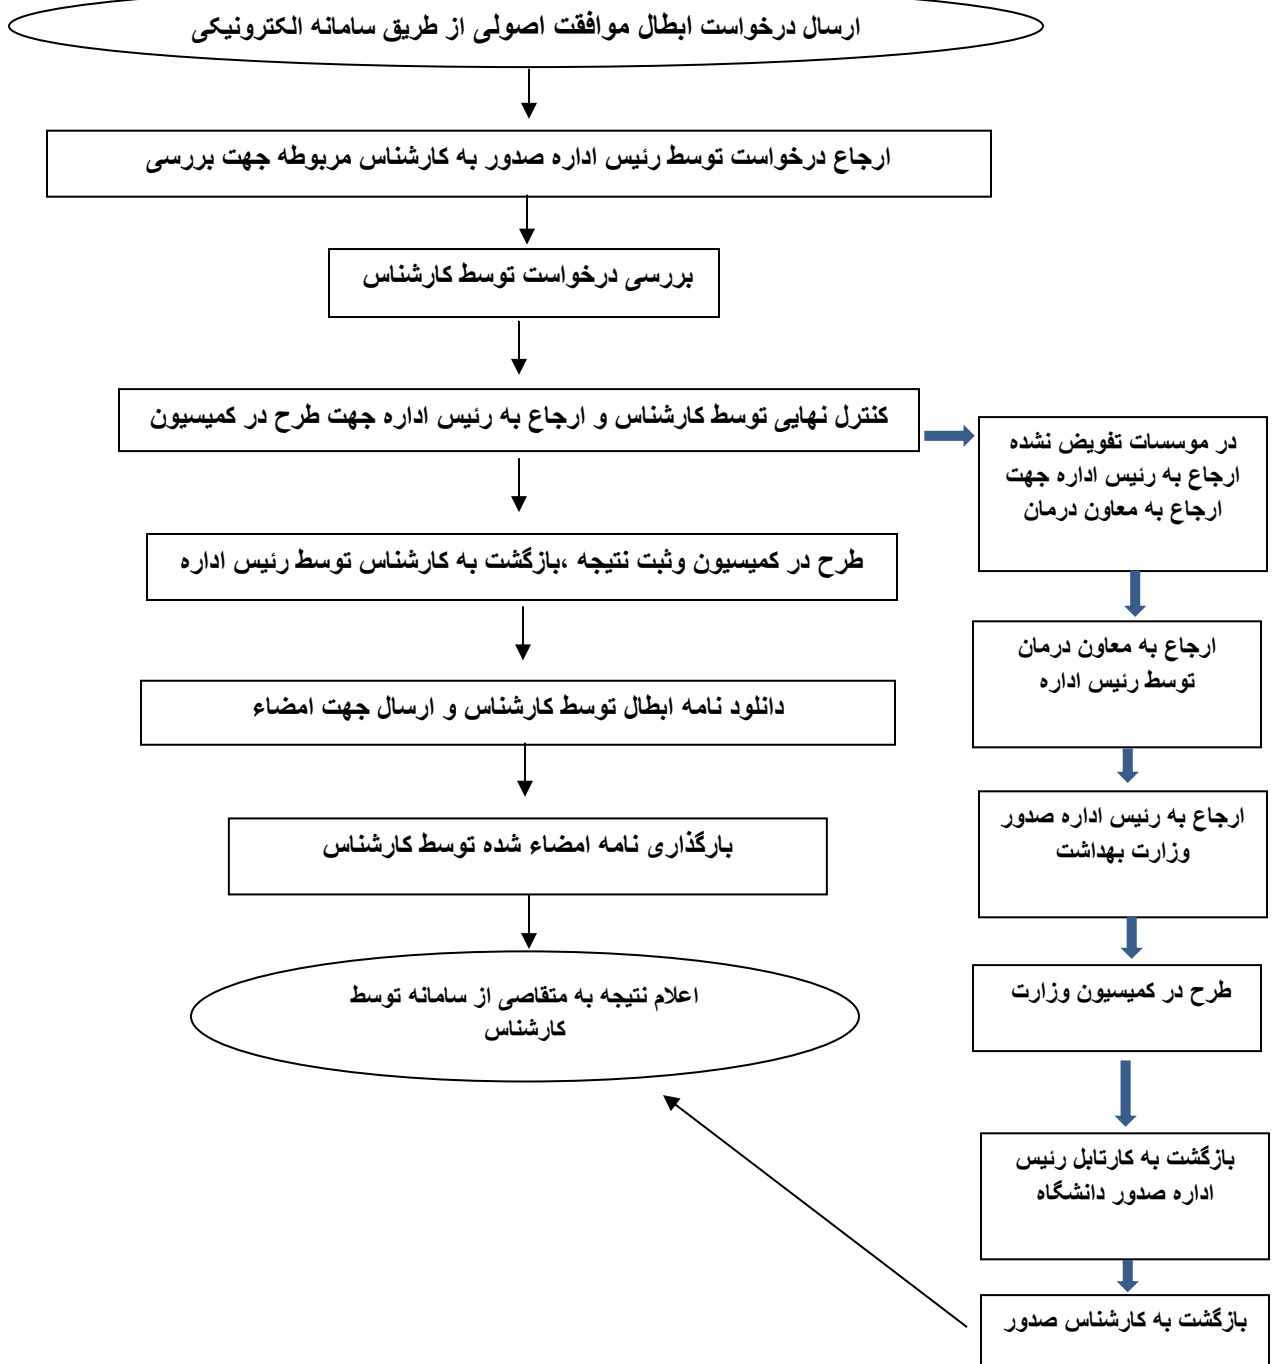 ارسال درخواست ابطال موافقت اصولی از طریق سامانه الکترونیکی
ارجاع درخواست توسط رئیس اداره صدور به کارشناس مربوطه جهت بررسی
بررسی درخواست توسط کارشناس
کنترل نهایی توسط کارشناس و ارجاع به رئیس اداره جهت طرح در کمیسیون
طرح در کمیسیون وثبت نتیجه ،بازگشت به کارشناس توسط رئیس اداره
دانلود نامه ابطال توسط کارشناس و ارسال جهت امضاء
بارگذاری نامه امضاء شده توسط کارشناس
اعلام نتیجه به متقاصی از سامانه توسط
کارشناس
در موسسات تفویض نشده
ارجاع به رئیس اداره جهت
ارجاع به معاون درمان
ارجاع به معاون درمان
توسط رئیس اداره
ارجاع به رئیس اداره صدور
وزارت بهداشت
طرح در کمیسیون وزارت
بازگشت به کارتابل رئیس
اداره صدور دانشگاه
بازگشت به کارشناس صدور